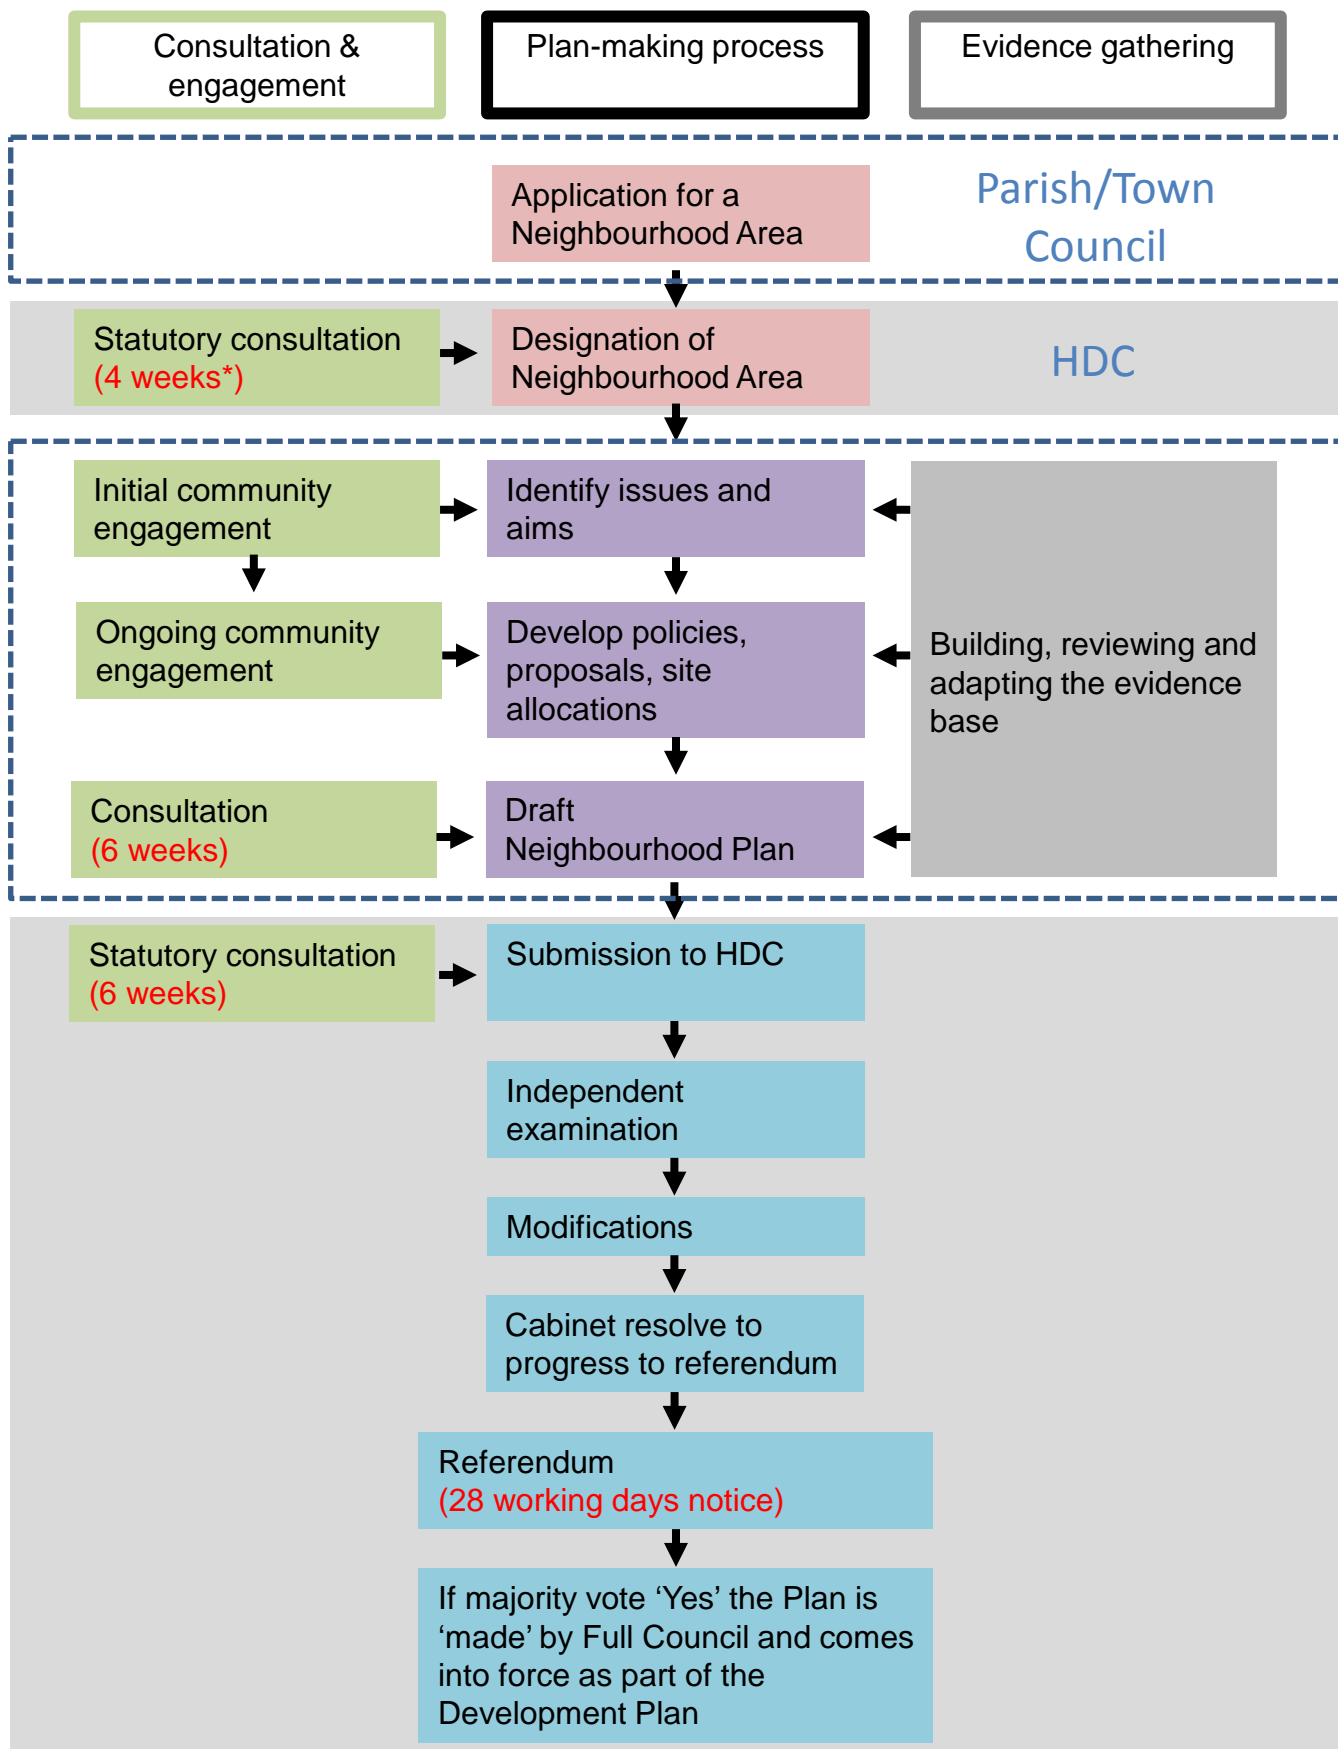 Consultation &
engagement
Plan-making process
Evidence gathering
Application for a
Neighbourhood Area
Parish/Town
Council
Statutory consultation
(4 weeks*)
Designation of
Neighbourhood Area
HDC
Initial community
engagement
Identify issues and
aims
Ongoing community
engagement
Develop policies,
proposals, site
allocations
Building, reviewing and
adapting the evidence
base
Consultation
(6 weeks)
Draft
Neighbourhood Plan
Statutory consultation
(6 weeks)
Submission to HDC
Independent
examination
Modifications
Cabinet resolve to
progress to referendum
Referendum
(28 working days notice)
If majority vote ‘Yes’ the Plan is
‘made’ by Full Council and comes
into force as part of the
Development Plan